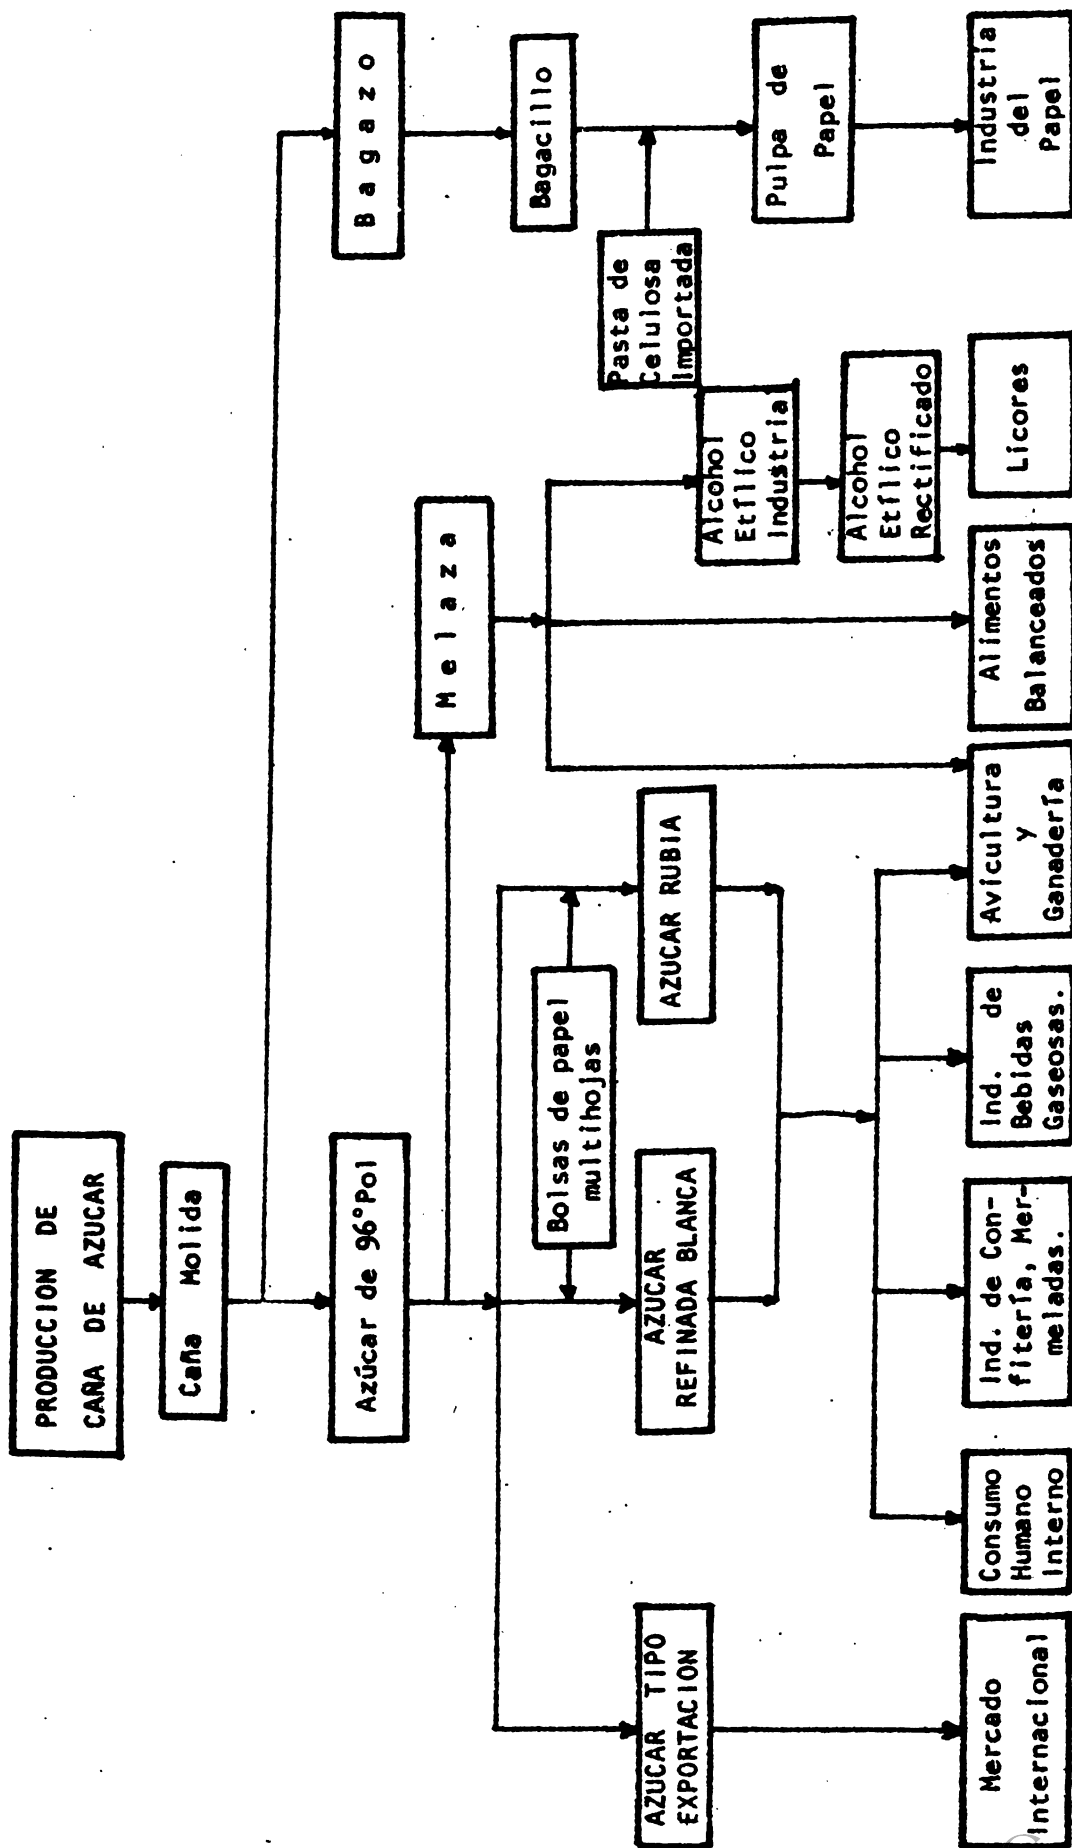 PRODUCCION DE
CAÑA DE AZUCAR
Caña Molida
Azúcar de 96°Pol
Bagazo
Melaza
Bagacillo
Bolsas de papel
multihojas
Pasta de
Celulosa
Importada
AZUCAR TIPO
EXPORTACION
AZUCAR
REFINADA BLANCA
AZUCAR RUBIA
Alcohol
Etílico
Industrial
Pulpa de
Papel
Alcohol
Etílico
Rectificado
Mercado
Internacional
Consumo
Humano
Interno
Ind. de Con-
fitería, Mer-
meladas.
Ind. de
Bebidas
Gaseosas.
Avicultura
y
Ganadería
Alimentos
Balanceados
Licores
Industria
del
Papel